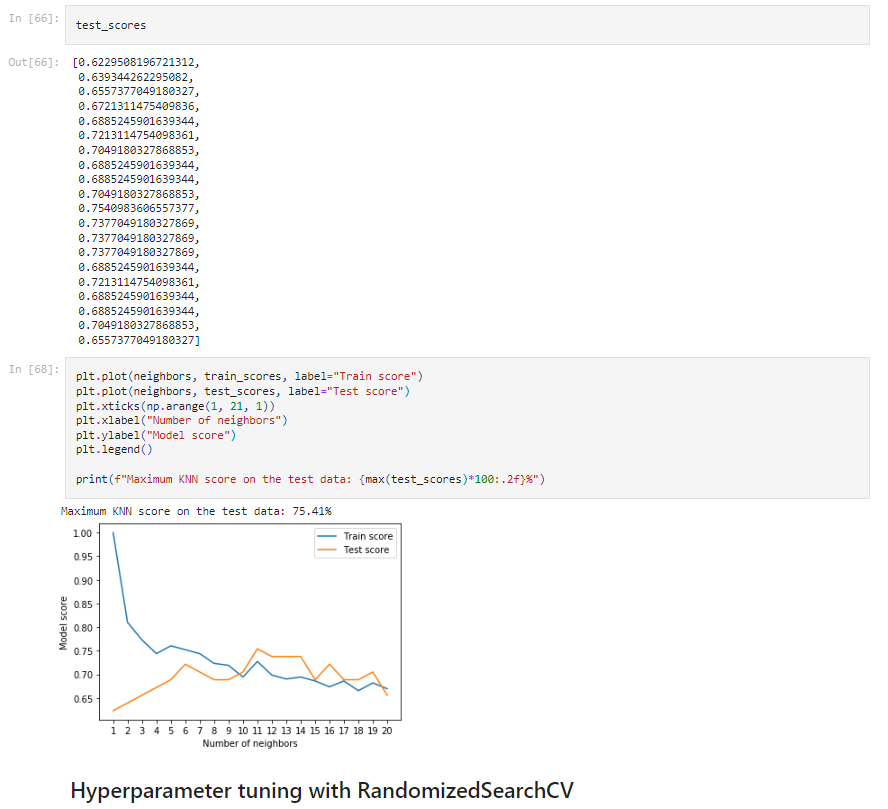 In [66]:
test_scores
Out[66]:
[0.6229508196721312,
0.639344262295082,
0.6557377049180327,
0.6721311475409836,
0.6885245901639344,
0.7213114754098361,
0.7049180327868853,
0.6885245901639344,
0.6885245901639344,
0.7049180327868853,
0.7540983606557377,
0.7377049180327869,
0.7377049180327869,
0.7377049180327869,
0.6885245901639344,
0.7213114754098361,
0.6885245901639344,
0.6885245901639344,
0.7049180327868853,
0.6557377049180327]
In [68]:
plt.plot(neighbors, train_scores, label="Train score")
plt.plot(neighbors, test_scores, label="Test score")
plt.xticks(np.arange(1, 21, 1))
plt.xlabel("Number of neighbors")
plt.ylabel("Model score")
plt.legend()
print(f"Maximum KNN score on the test data: {max(test_scores)*100:.2f}%")
Maximum KNN score on the test data: 75.41%
Train score
Test score
1.00
0.95
0.90
0.85
0.80
0.75
0.70
0.65
Model score
1 2 3 4 5 6 7 8 9 10 11 12 13 14 15 16 17 18 19 20
Number of neighbors
Hyperparameter tuning with RandomizedSearchCV